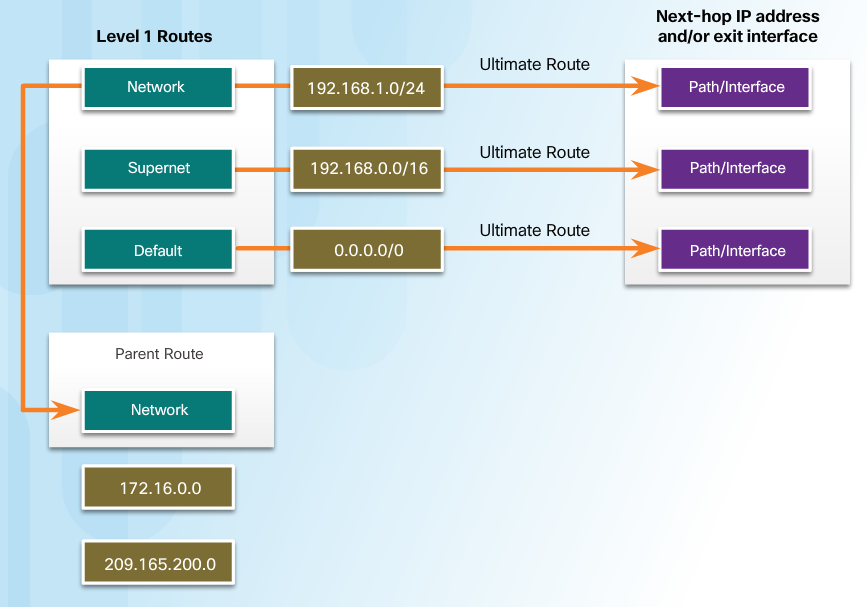 Next-hop IP address
and/or exit interface
Level 1 Routes
Ultimate Route
Network
192.168.1.0/24
Path/Interface
Ultimate Route
Supernet
192.168.0.0/16
Path/Interface
Ultimate Route
Default
0.0.0.0/0
Path/Interface
Parent Route
Network
172.16.0.0
209.165.200.0